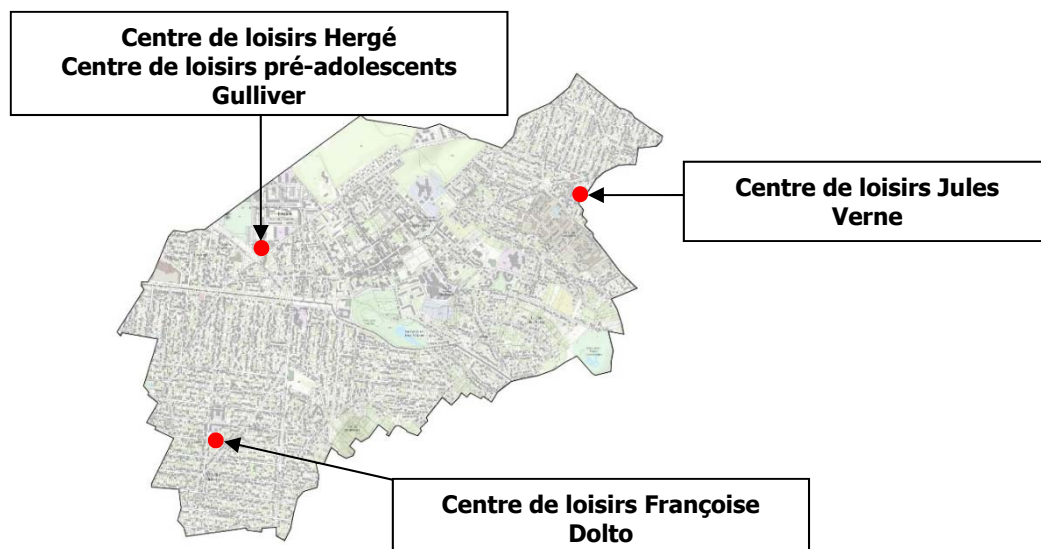 Centre de loisirs Hergé
Centre de loisirs pré-adolescents
Gulliver
Centre de loisirs Jules
Verne
Centre de loisirs Françoise
Dolto